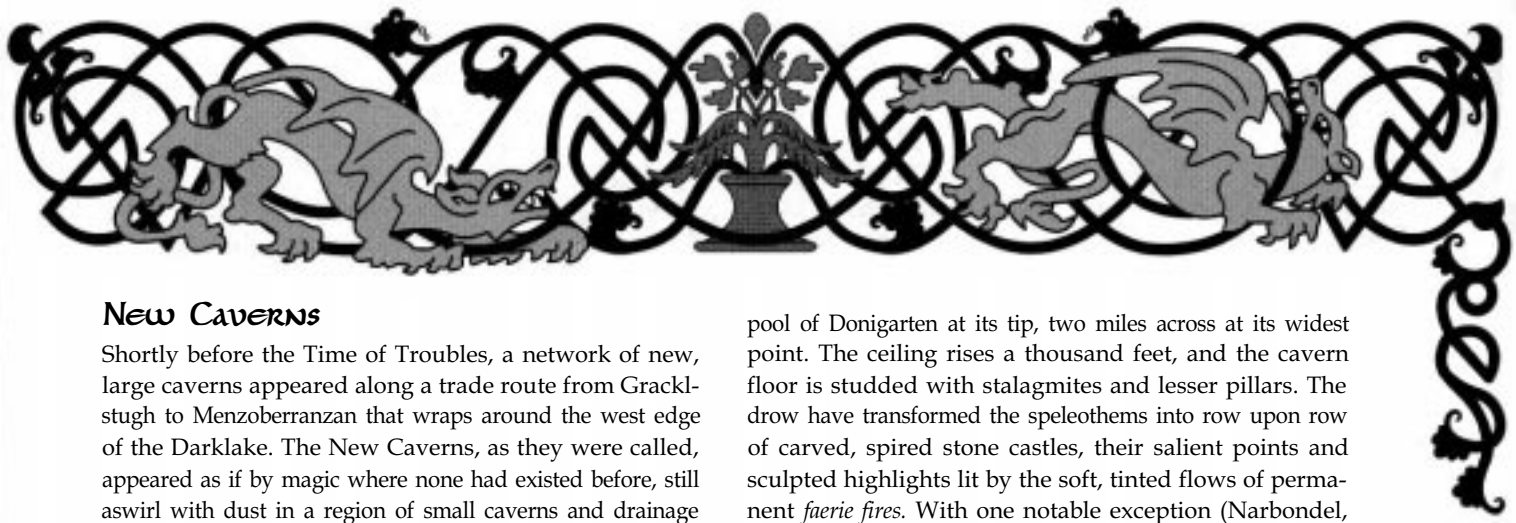 New Caverns
Shortly before the Time of Troubles, a network of new,
large caverns appeared along a trade route from Grackl-
stugh to Menzoberranzan that wraps around the west edge
of the Darklake. The New Caverns, as they were called,
appeared as if by magic where none had existed before, still
aswirl with dust in a region of small caverns and drainage
pool of Donigarten at its tip, two miles across at its widest
point. The ceiling rises a thousand feet, and the cavern
floor is studded with stalagmites and lesser pillars. The
drow have transformed the speleothems into row upon row
of carved, spired stone castles, their salient points and
sculpted highlights lit by the soft, tinted flows of perma-
nent faerie fires. With one notable exception (Narbondel,